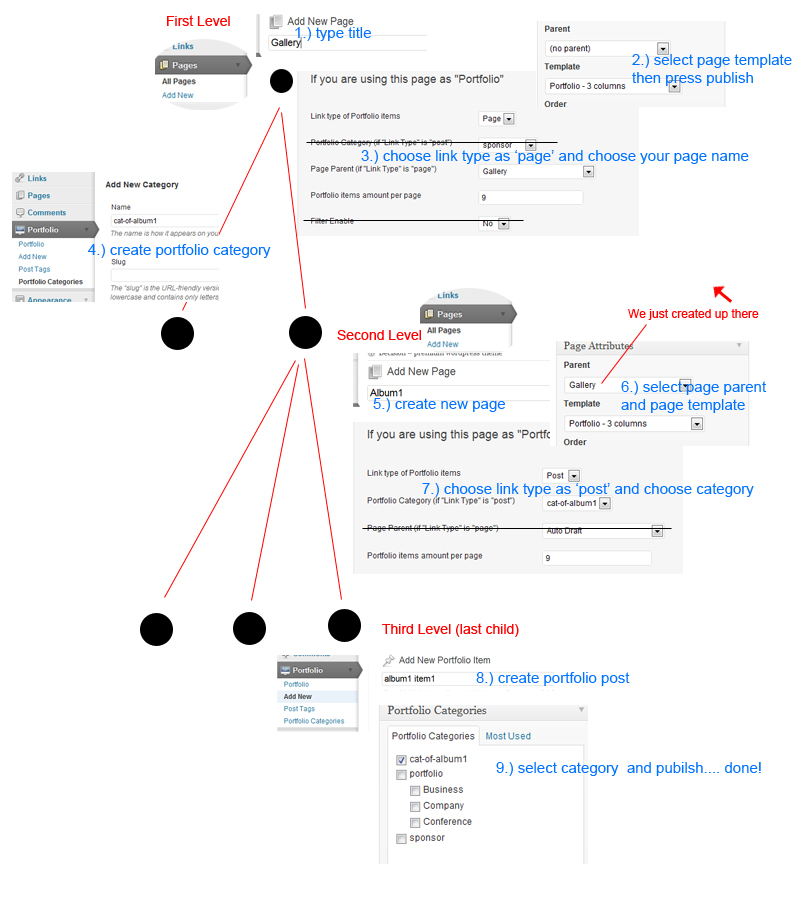 First Level
Links
Pages
All Pages
Add New
Add New Page
Gallery
1.) type title
Parent
(no parent)
Template
Portfolio - 3 columns
Order
2.) select page template
then press publish
If you are using this page as "Portfolio"
Link type of Portfolio items
Page
Portfolio Category (if "Link Type" is "post")
sponsor
3.) choose link type as 'page' and choose your page name
Page Parent (if "Link Type" is "page")
Gallery
Portfolio items amount per page
9
Filter Enable
No
Links
Pages
Comments
Portfolio
Portfolio
Add New
Post Tags
Portfolio Categories
Appearance
Add New Category
Name
cat-of-album1
The name is how it appears on you
4.) create portfolio category
Slug
The "slug" is the URL-friendly versi
lowercase and contains only letters
Second Level
Links
Pages
All Pages
Add New
We just created up there
Decision – premium wordpress theme
Add New Page
Album1
5.) create new page
Page Attributes
Parent
Gallery
Template
Portfolio - 3 columns
Order
6.) select page parent
and page template
If you are using this page as "Portfo
Link type of Portfolio items
Post
7.) choose link type as 'post' and choose category
Portfolio Category (if "Link Type" is "post")
cat-of-album1
Page Parent (if "Link Type" is "page")
Auto Draft
Portfolio items amount per page
9
Third Level (last child)
Comments
Portfolio
Portfolio
Add New
Post Tags
Portfolio Categories
Add New Portfolio Item
album1 item1
8.) create portfolio post
Portfolio Categories
Portfolio Categories
Most Used
cat-of-album1
portfolio
Business
Company
Conference
sponsor
9.) select category  and pubilsh.... done!